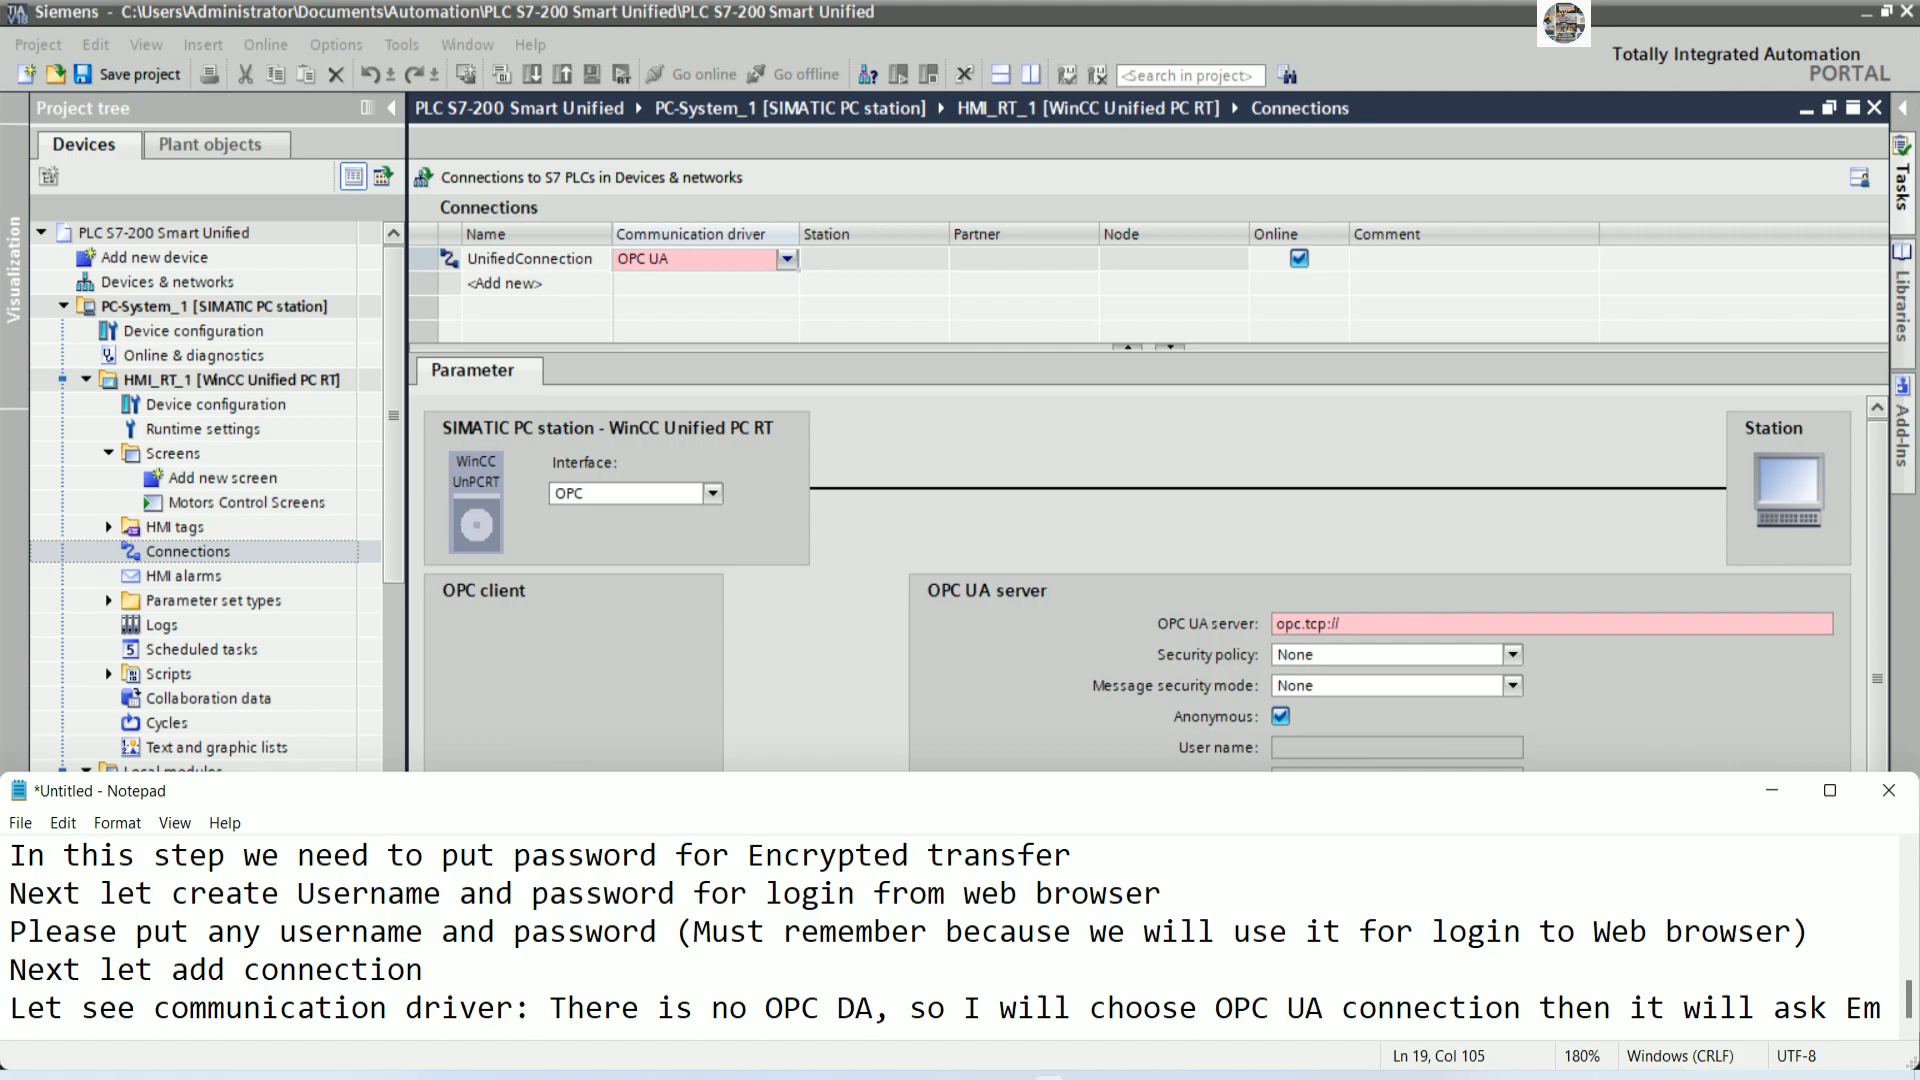 Siemens - C:\Users\Administrator\Documents\Automation\PLC S7-200 Smart Unified\PLC S7-200 Smart Unified
Project Edit View Insert Online Options Tools Window Help
Totally Integrated Automation
PORTAL
Save project
Go online
Go offline
<Search in project>
Project tree
PLC S7-200 Smart Unified PC-System_1 [SIMATIC PC station] HMI_RT_1 [WinCC Unified PC RT] Connections
Devices
Plant objects
Visualization
PLC S7-200 Smart Unified
Add new device
Devices & networks
PC-System_1 [SIMATIC PC station]
Device configuration
Online & diagnostics
HMI_RT_1 [WinCC Unified PC RT]
Device configuration
Runtime settings
Screens
Add new screen
Motors Control Screens
HMI tags
Connections
HMI alarms
Parameter set types
Logs
Scheduled tasks
Scripts
Collaboration data
Cycles
Text and graphic lists
Connections to S7 PLCs in Devices & networks
Connections
Name Communication driver Station Partner Node Online Comment
UnifiedConnection OPC UA
<Add new>
Parameter
SIMATIC PC station - WinCC Unified PC RT
WinCC
UnPCRT
Interface:
OPC
Station
OPC client
OPC UA server
OPC UA server: opc.tcp://
Security policy: None
Message security mode: None
Anonymous:
User name:
Tasks
Libraries
Add-Ins
*Untitled - Notepad
File Edit Format View Help
In this step we need to put password for Encrypted transfer
Next let create Username and password for login from web browser
Please put any username and password (Must remember because we will use it for login to Web browser)
Next let add connection
Let see communication driver: There is no OPC DA, so I will choose OPC UA connection then it will ask Em
Ln 19, Col 105 180% Windows (CRLF) UTF-8